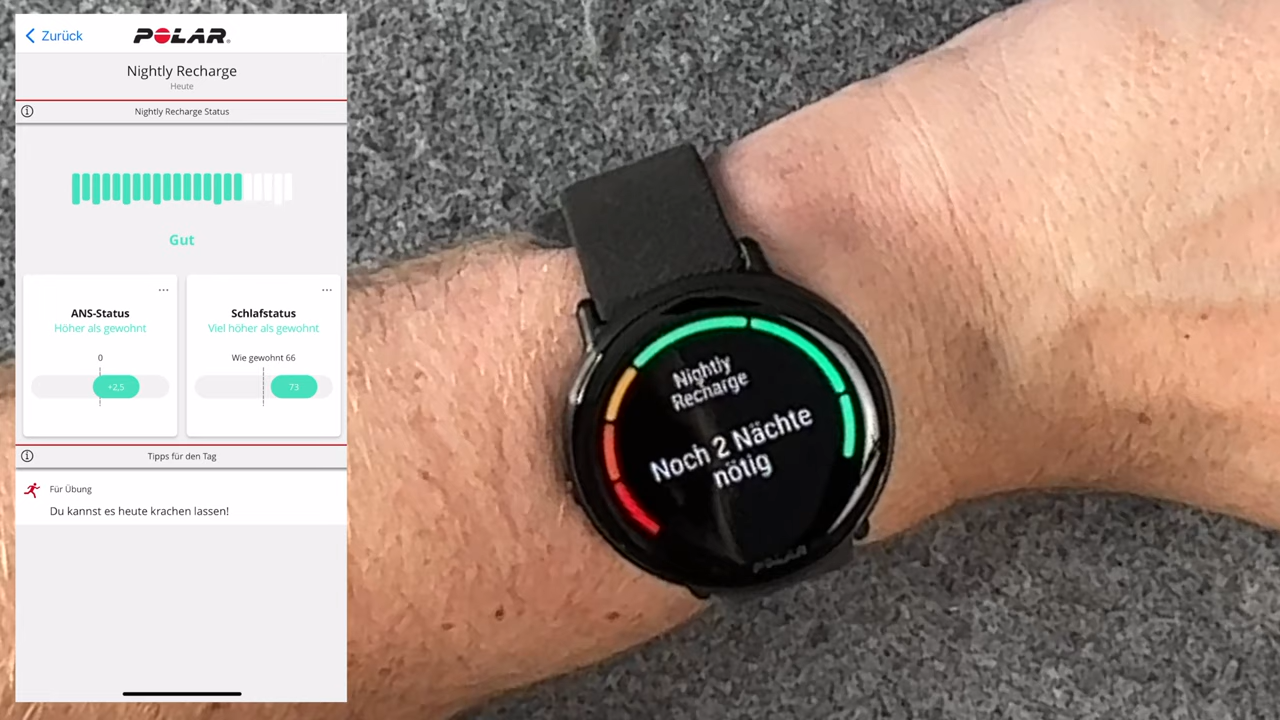 Zurück
POLAR
Nightly Recharge
Heute
Nightly Recharge Status
Gut
ANS-Status
Höher als gewohnt
0
+2,5
Schlafstatus
Viel höher als gewohnt
Wie gewohnt 66
73
Tipps für den Tag
Für Übung
Du kannst es heute krachen lassen!
Nightly
Recharge
Noch 2 Nächte
nötig
POLAR